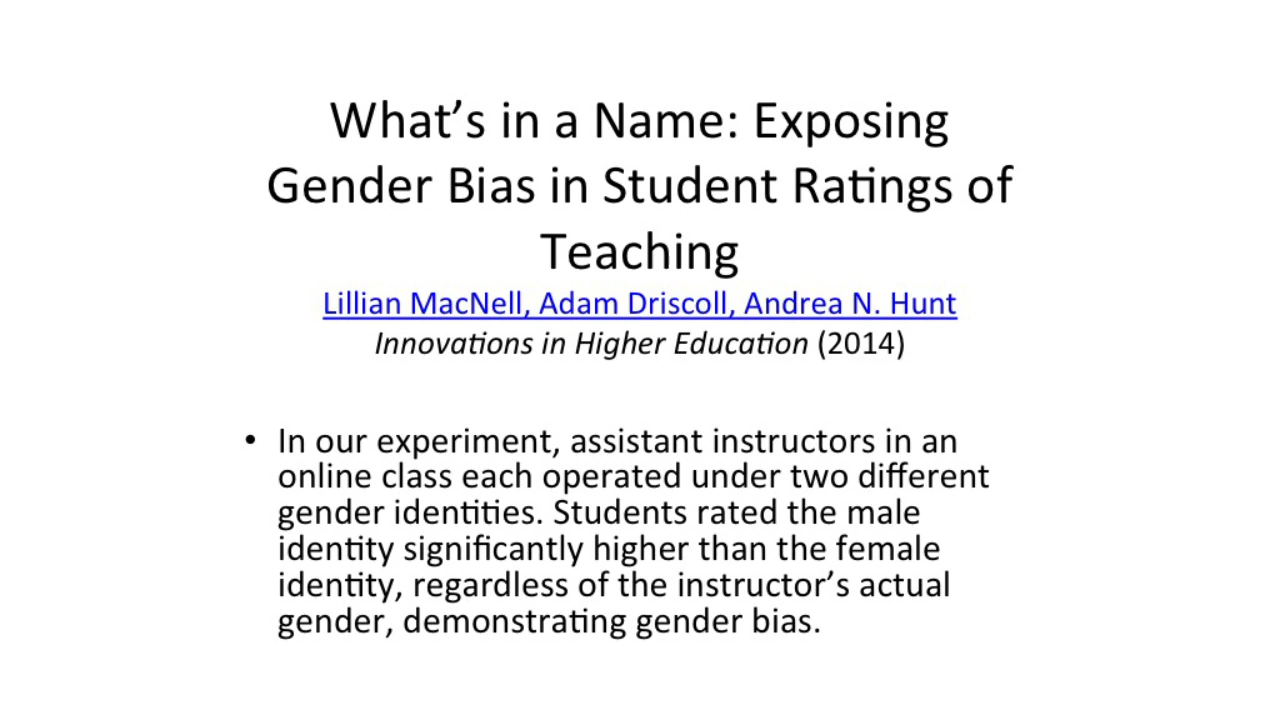 What’s in a Name: Exposing
Gender Bias in Student Ratings of
Teaching
Lillian MacNell, Adam Driscoll, Andrea N. Hunt
Innovations in Higher Education (2014)
• In our experiment, assistant instructors in an
online class each operated under two different
gender identities. Students rated the male
identity significantly higher than the female
identity, regardless of the instructor’s actual
gender, demonstrating gender bias.